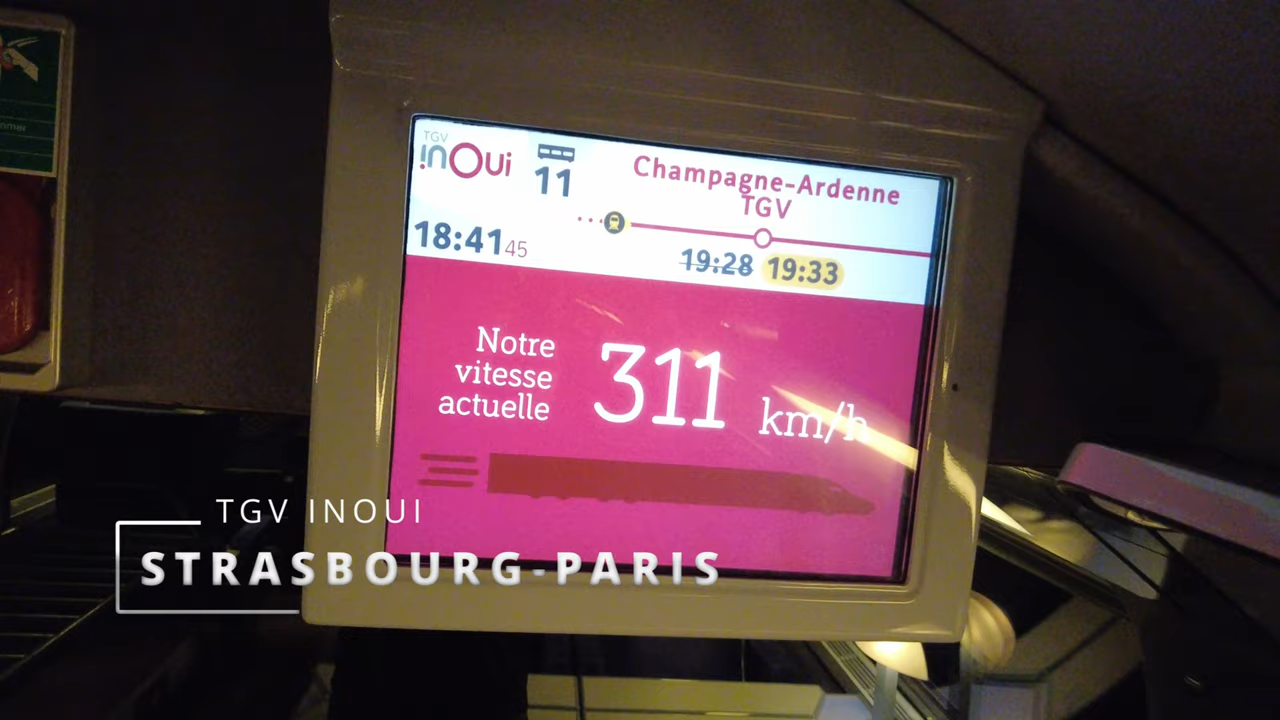 TGV
inOui
11
Champagne-Ardenne
TGV
18:41 45
19:28 19:33
Notre
vitesse
actuelle
311 km/h
TGV INOUI
STRASBOURG-PARIS